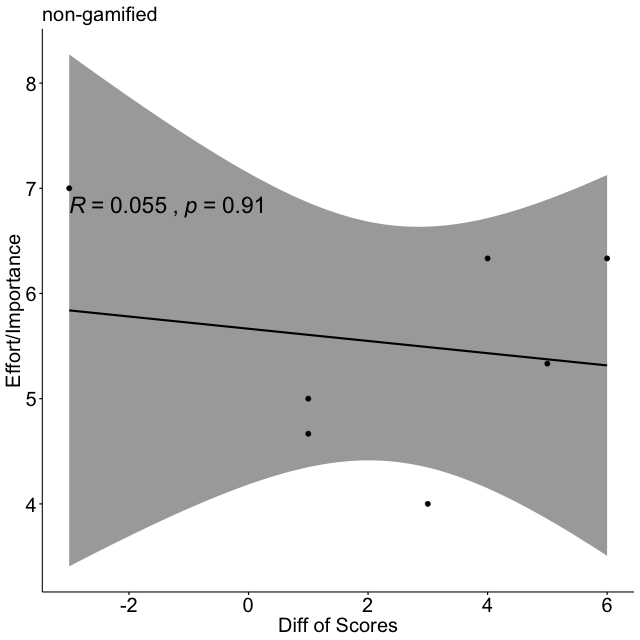 non-gamified
8
7
R = 0.055 , p = 0.91
6
5
4
Effort/Importance
-2 0 2 4 6
Diff of Scores